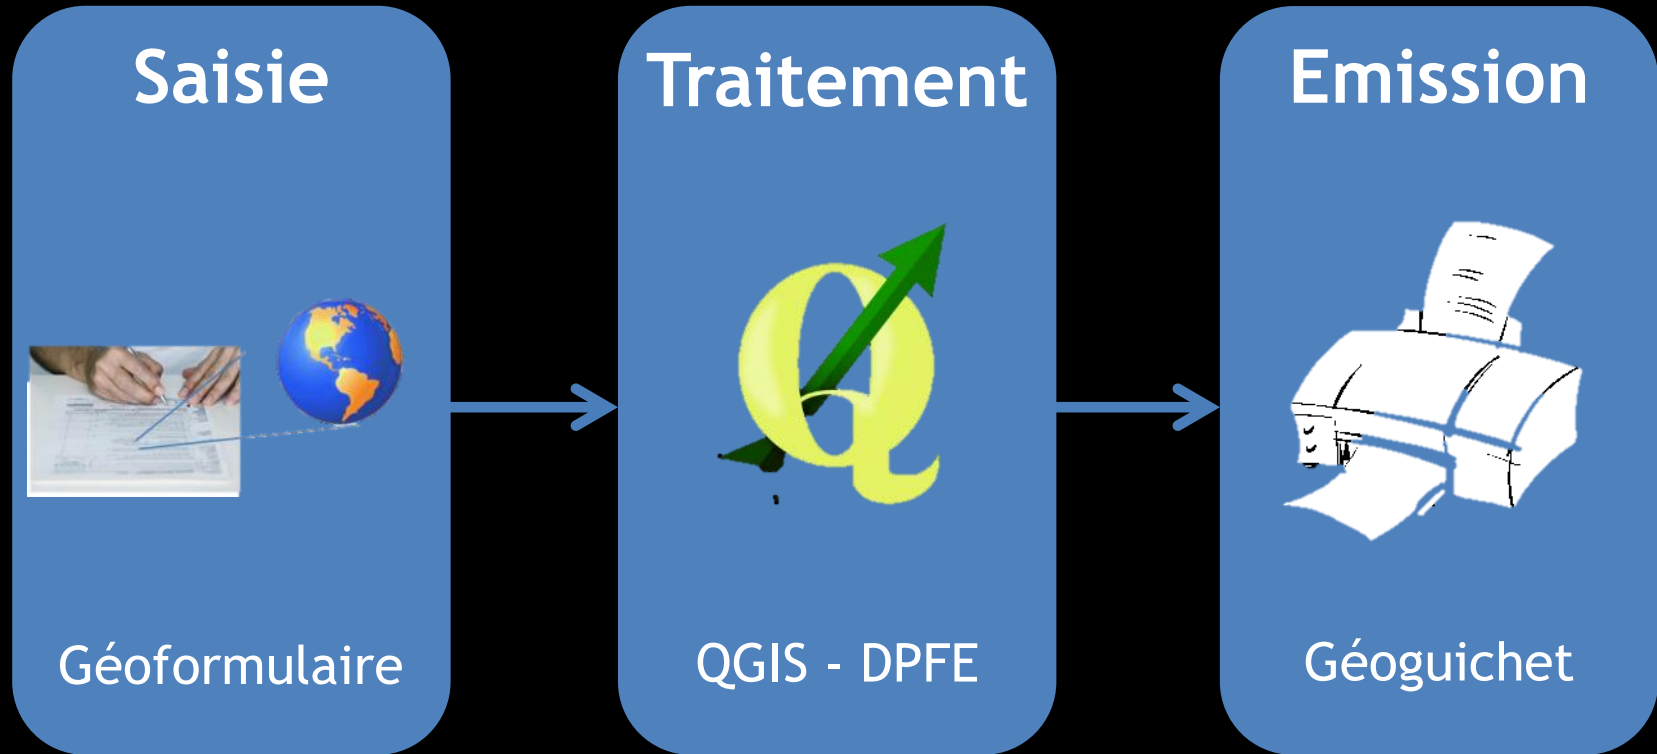 Saisie
Traitement
Emission
Géoformulaire
QGIS - DPFE
Géoguichet